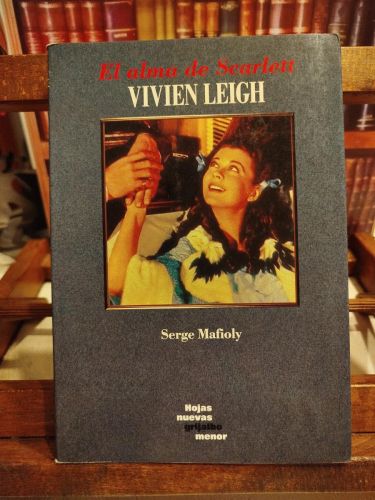 El alma de Scarlett
VIVIEN LEIGH
Serge Mafioly
Hojas
nuevas
grijalbo
menor